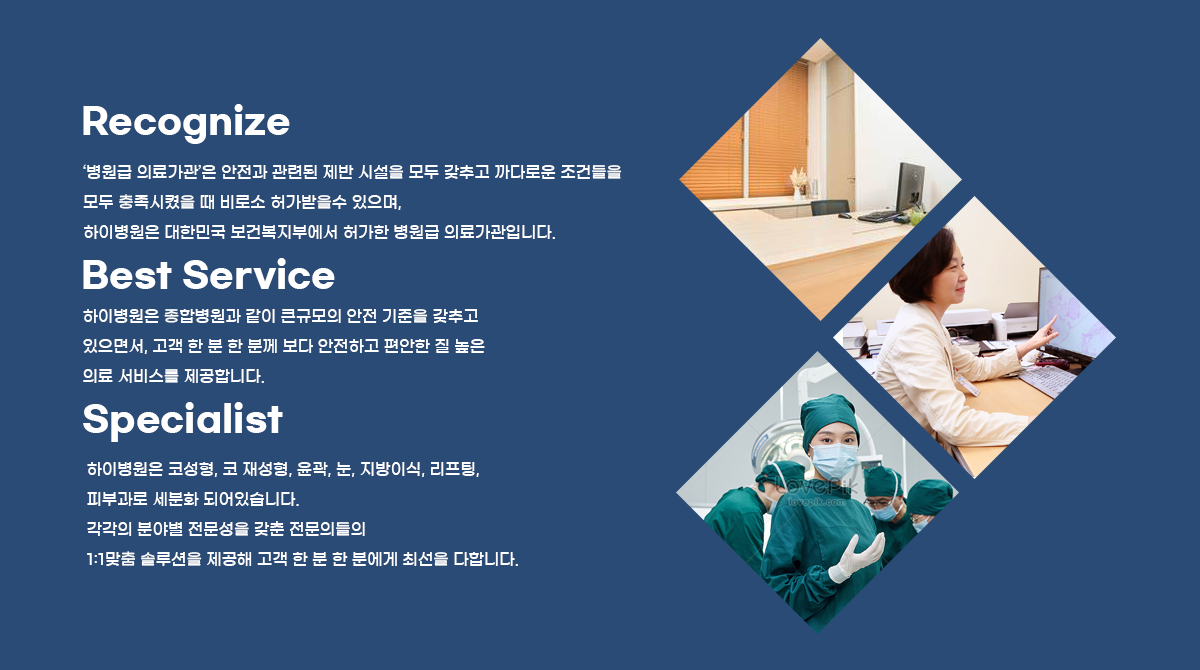 Recognize
‘병원급 의료가관’은 안전과 관련된 제반 시설을 모두 갖추고 까다로운 조건들을
모두 충족시켰을 때 비로소 허가받을수 있으며,
하이병원은 대한민국 보건복지부에서 허가한 병원급 의료가관입니다.
Best Service
하이병원은 종합병원과 같이 큰규모의 안전 기준을 갖추고
있으면서, 고객 한 분 한 분께 보다 안전하고 편안한 질 높은
의료 서비스를 제공합니다.
Specialist
하이병원은 코성형, 코 재성형, 윤곽, 눈, 지방이식, 리프팅,
피부과로 세분화 되어있습니다.
각각의 분야별 전문성을 갖춘 전문의들의
1:1맞춤 솔루션을 제공해 고객 한 분 한 분에게 최선을 다합니다.
LovePik
lovepik.com